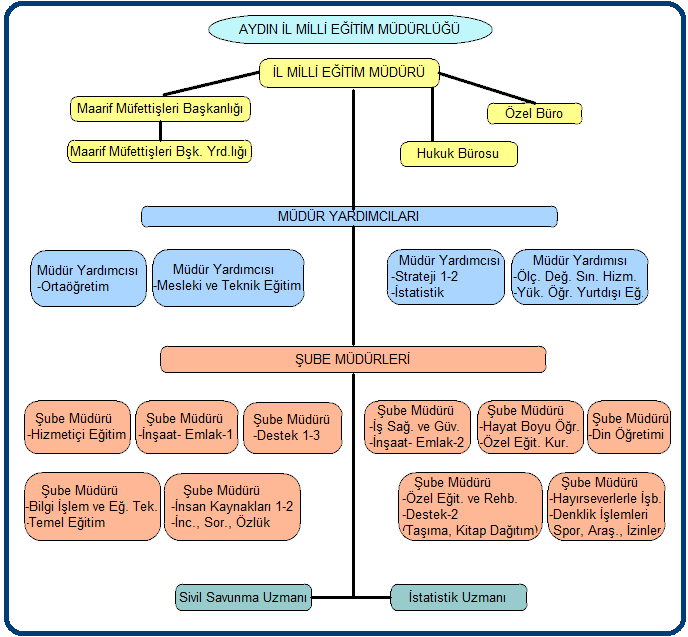 AYDIN İL MİLLİ EĞİTİM MÜDÜRLÜĞÜ
İL MİLLİ EĞİTİM MÜDÜRÜ
Maarif Müfettişleri Başkanlığı
Maarif Müfettişleri Bşk. Yrd.lığı
Özel Büro
Hukuk Bürosu
MÜDÜR YARDIMCILARI
Müdür Yardımcısı
-Ortaöğretim
Müdür Yardımcısı
-Mesleki ve Teknik Eğitim
Müdür Yardımcısı
-Strateji 1-2
-İstatistik
Müdür Yardımısı
-Ölç. Değ. Sın. Hizm.
-Yük. Öğr. Yurtdışı Eğ.
ŞUBE MÜDÜRLERİ
Şube Müdürü
-Hizmetiçi Eğitim
Şube Müdürü
-İnşaat- Emlak-1
Şube Müdürü
-Destek 1-3
Şube Müdürü
-İş Sağ. ve Güv.
-İnşaat- Emlak-2
Şube Müdürü
-Hayat Boyu Öğr.
-Özel Eğit. Kur.
Şube Müdürü
-Din Öğretimi
Şube Müdürü
-Bilgi İşlem ve Eğ. Tek.
-Temel Eğitim
Şube Müdürü
-İnsan Kaynakları 1-2
-İnc., Sor., Özlük
Şube Müdürü
-Özel Eğit. ve Rehb.
-Destek-2
(Taşıma, Kitap Dağıtım)
Şube Müdürü
-Hayırseverlerle İşb.
-Denklik İşlemleri
Spor, Araş., İzinler
Sivil Savunma Uzmanı
İstatistik Uzmanı